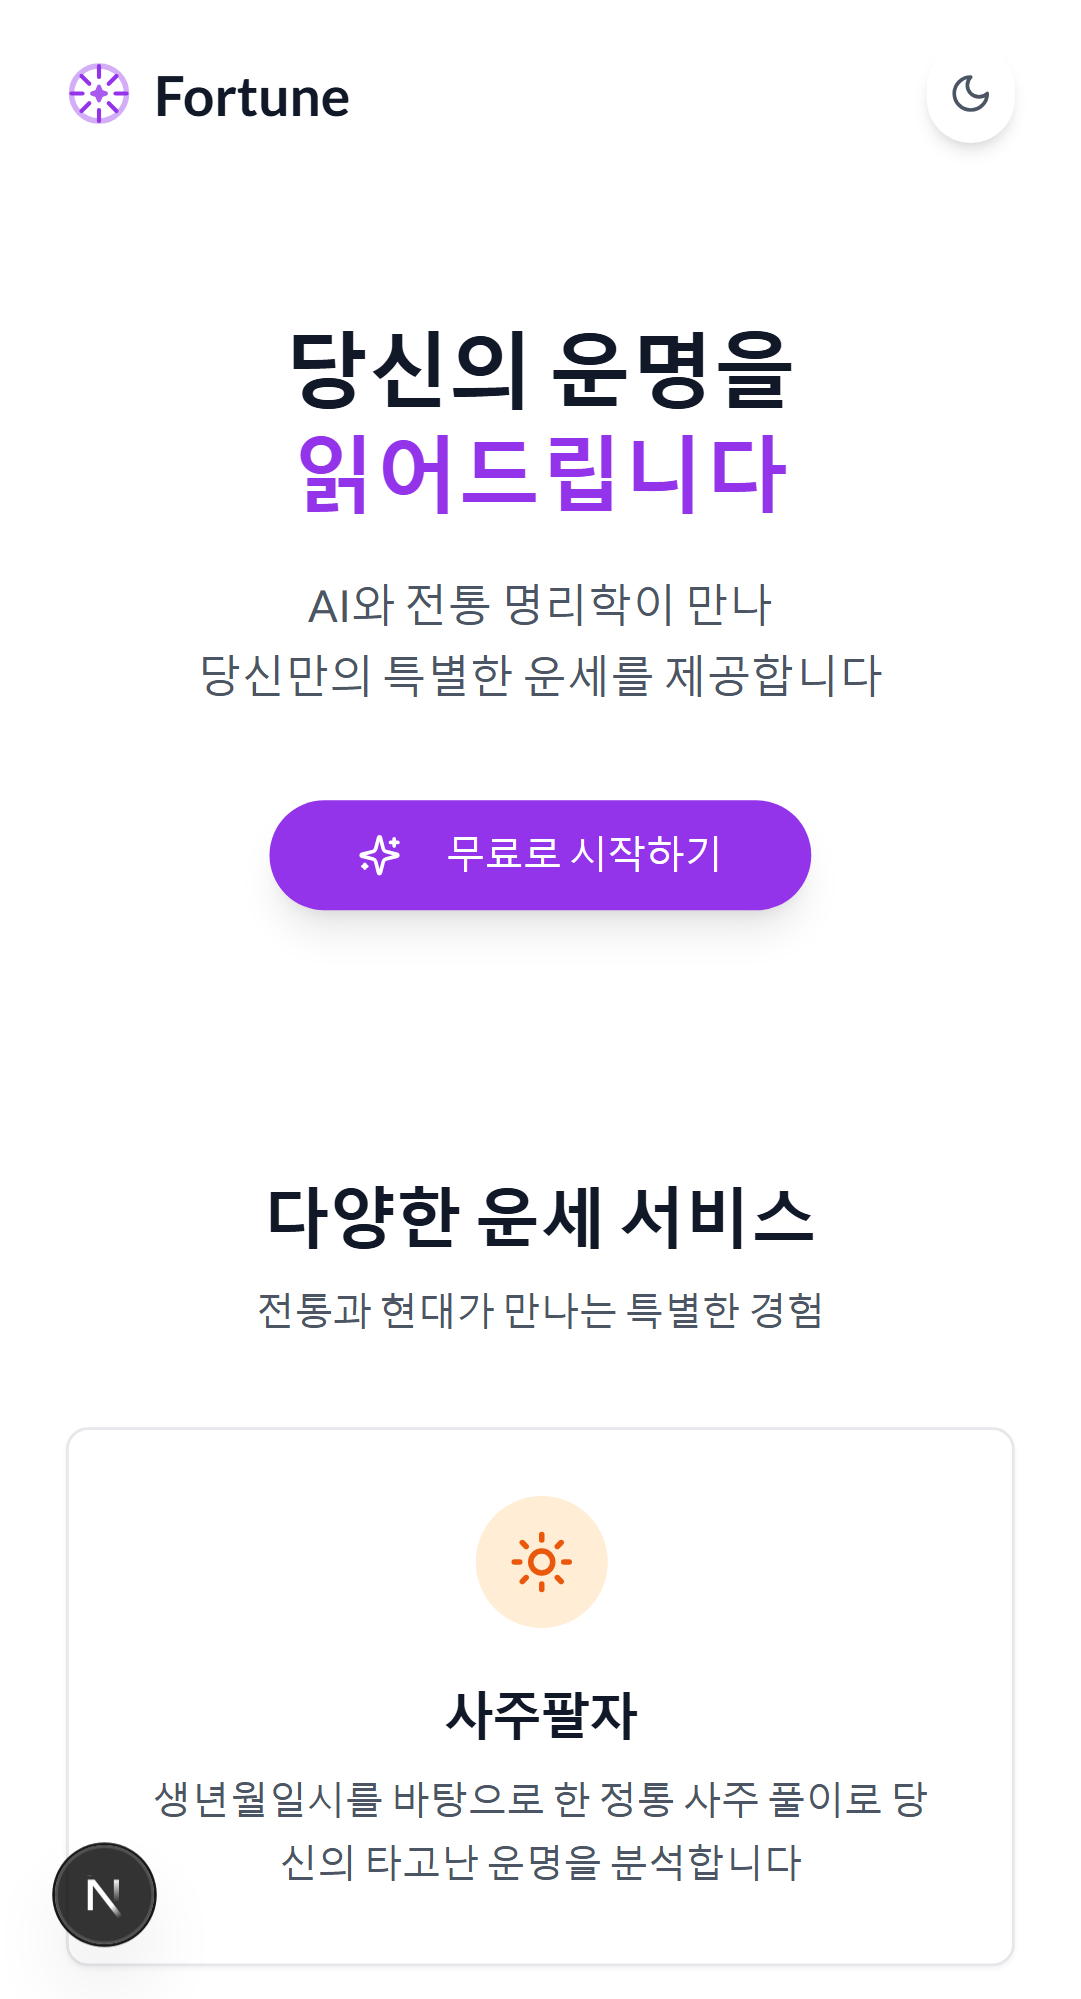 Fortune
당신의 운명을
읽어드립니다
AI와 전통 명리학이 만나
당신만의 특별한 운세를 제공합니다
무료로 시작하기
다양한 운세 서비스
전통과 현대가 만나는 특별한 경험
사주팔자
생년월일시를 바탕으로 한 정통 사주 풀이로 당
신의 타고난 운명을 분석합니다
N